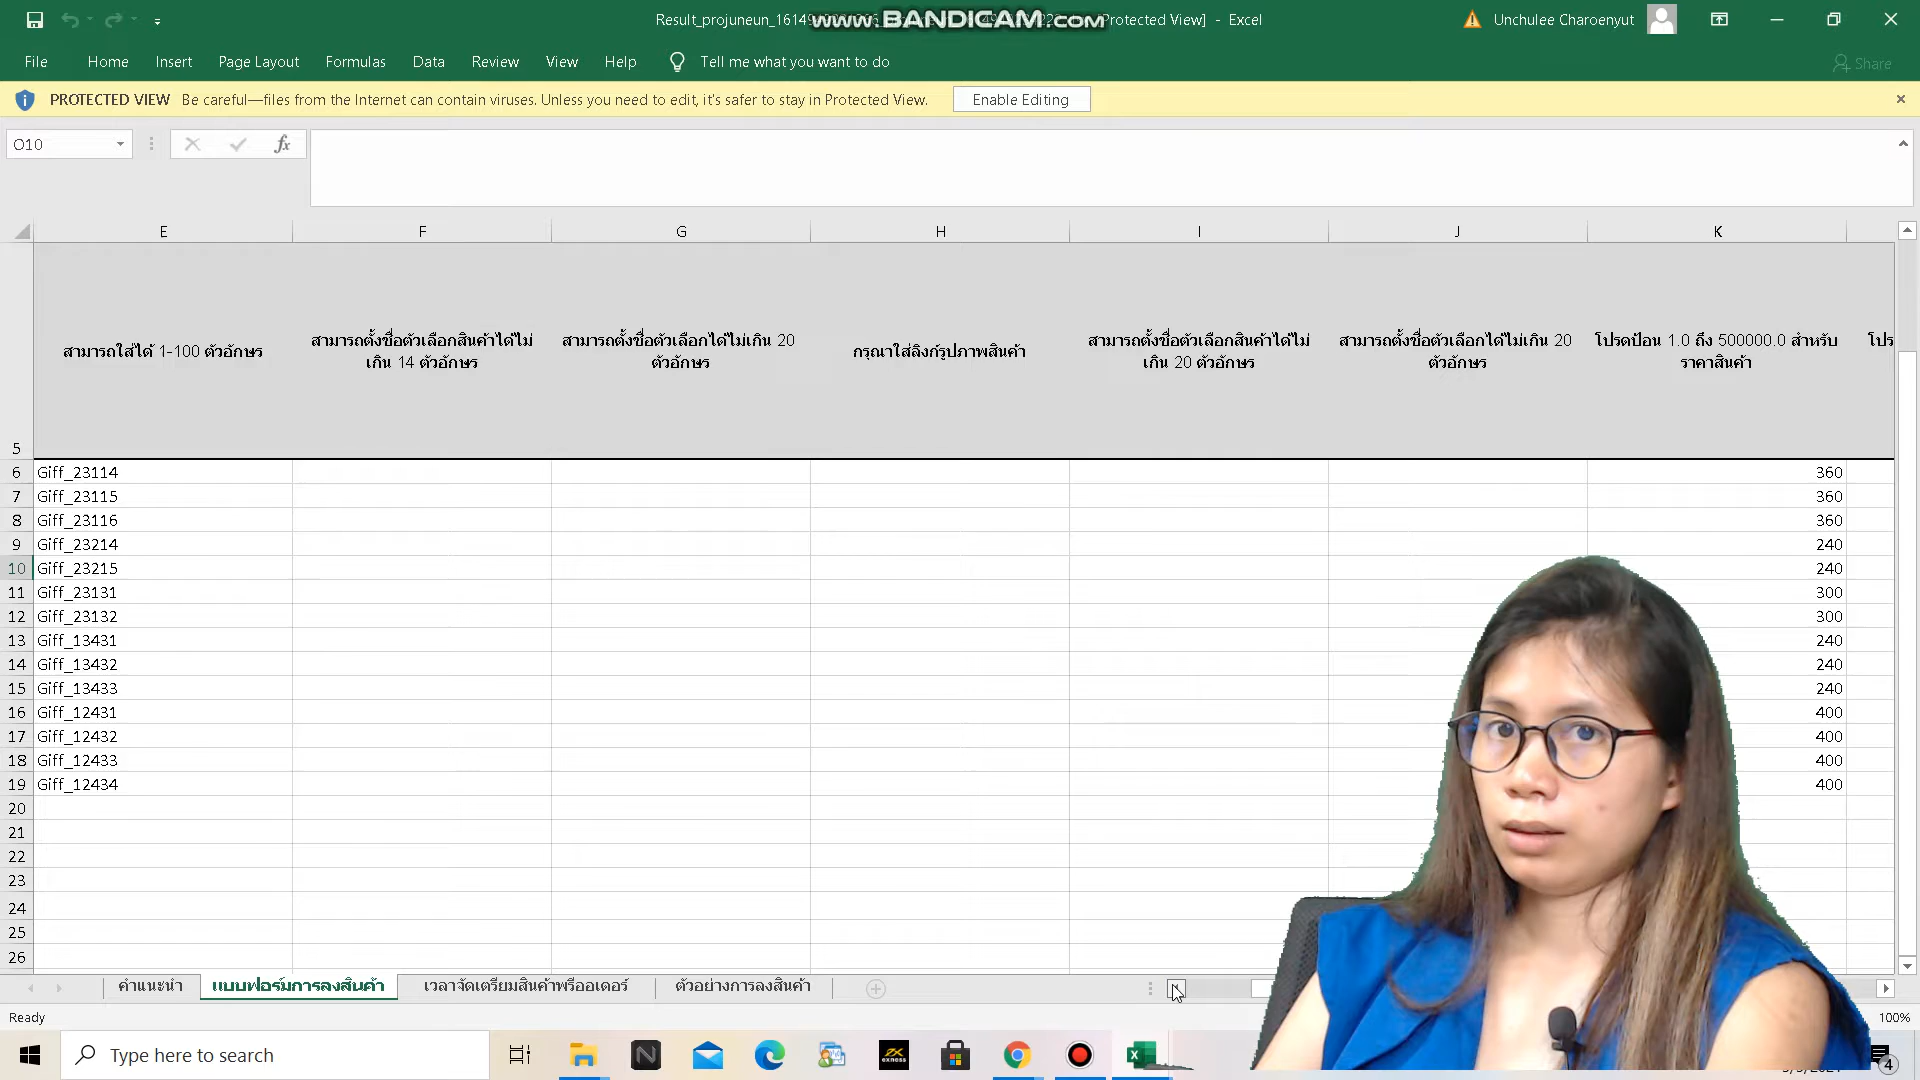 Result_projuneun_1614
www.BANDICAM.com
[Protected View] - Excel
Unchulee Charoenyut
File Home Insert Page Layout Formulas Data Review View Help Tell me what you want to do Share
PROTECTED VIEW Be careful—files from the Internet can contain viruses. Unless you need to edit, it's safer to stay in Protected View. Enable Editing
O10 fx
E F G H I J K
สามารถใส่ได้ 1-100 ตัวอักษร
สามารถตั้งชื่อตัวเลือกสินค้าได้ไม่
เกิน 14 ตัวอักษร
สามารถตั้งชื่อตัวเลือกได้ไม่เกิน 20
ตัวอักษร
กรุณาใส่ลิงก์รูปภาพสินค้า
สามารถตั้งชื่อตัวเลือกสินค้าได้ไม่
เกิน 20 ตัวอักษร
สามารถตั้งชื่อตัวเลือกได้ไม่เกิน 20
ตัวอักษร
โปรดป้อน 1.0 ถึง 500000.0 สำหรับ
ราคาสินค้า
โปร
5
6 Giff_23114 360
7 Giff_23115 360
8 Giff_23116 360
9 Giff_23214 240
10 Giff_23215 240
11 Giff_23131 300
12 Giff_23132 300
13 Giff_13431 240
14 Giff_13432 240
15 Giff_13433 240
16 Giff_12431 400
17 Giff_12432 400
18 Giff_12433 400
19 Giff_12434 400
20
21
22
23
24
25
26
คำแนะนำ แบบฟอร์มการลงสินค้า เวลาจัดเตรียมสินค้าพรีออเดอร์ ตัวอย่างการลงสินค้า
Ready 100%
Type here to search
4